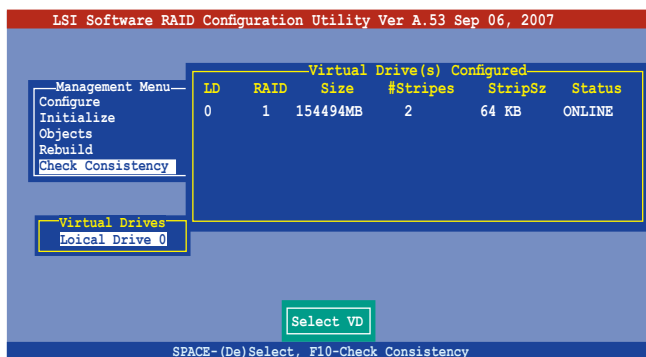 LSI Software RAID Configuration Utility Ver A.53 Sep 06, 2007
Virtual Drive(s) Configured
LD RAID Size #Stripes StripSz Status
0 1 154494MB 2 64 KB ONLINE
Management Menu
Configure
Initialize
Objects
Rebuild
Check Consistency
Virtual Drives
Loical Drive 0
Select VD
SPACE-(De)Select, F10-Check Consistency